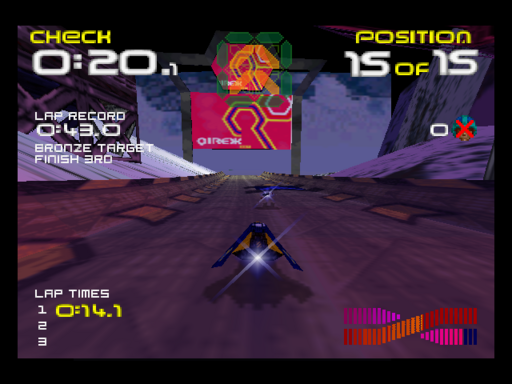 CHECK
0:20.1
POSITION
15 OF 15
LAP RECORD
0:43.0
BRONZE TARGET
FINISH 3RD
0
QIREX
LAP TIMES
1 0:14.1
2
3